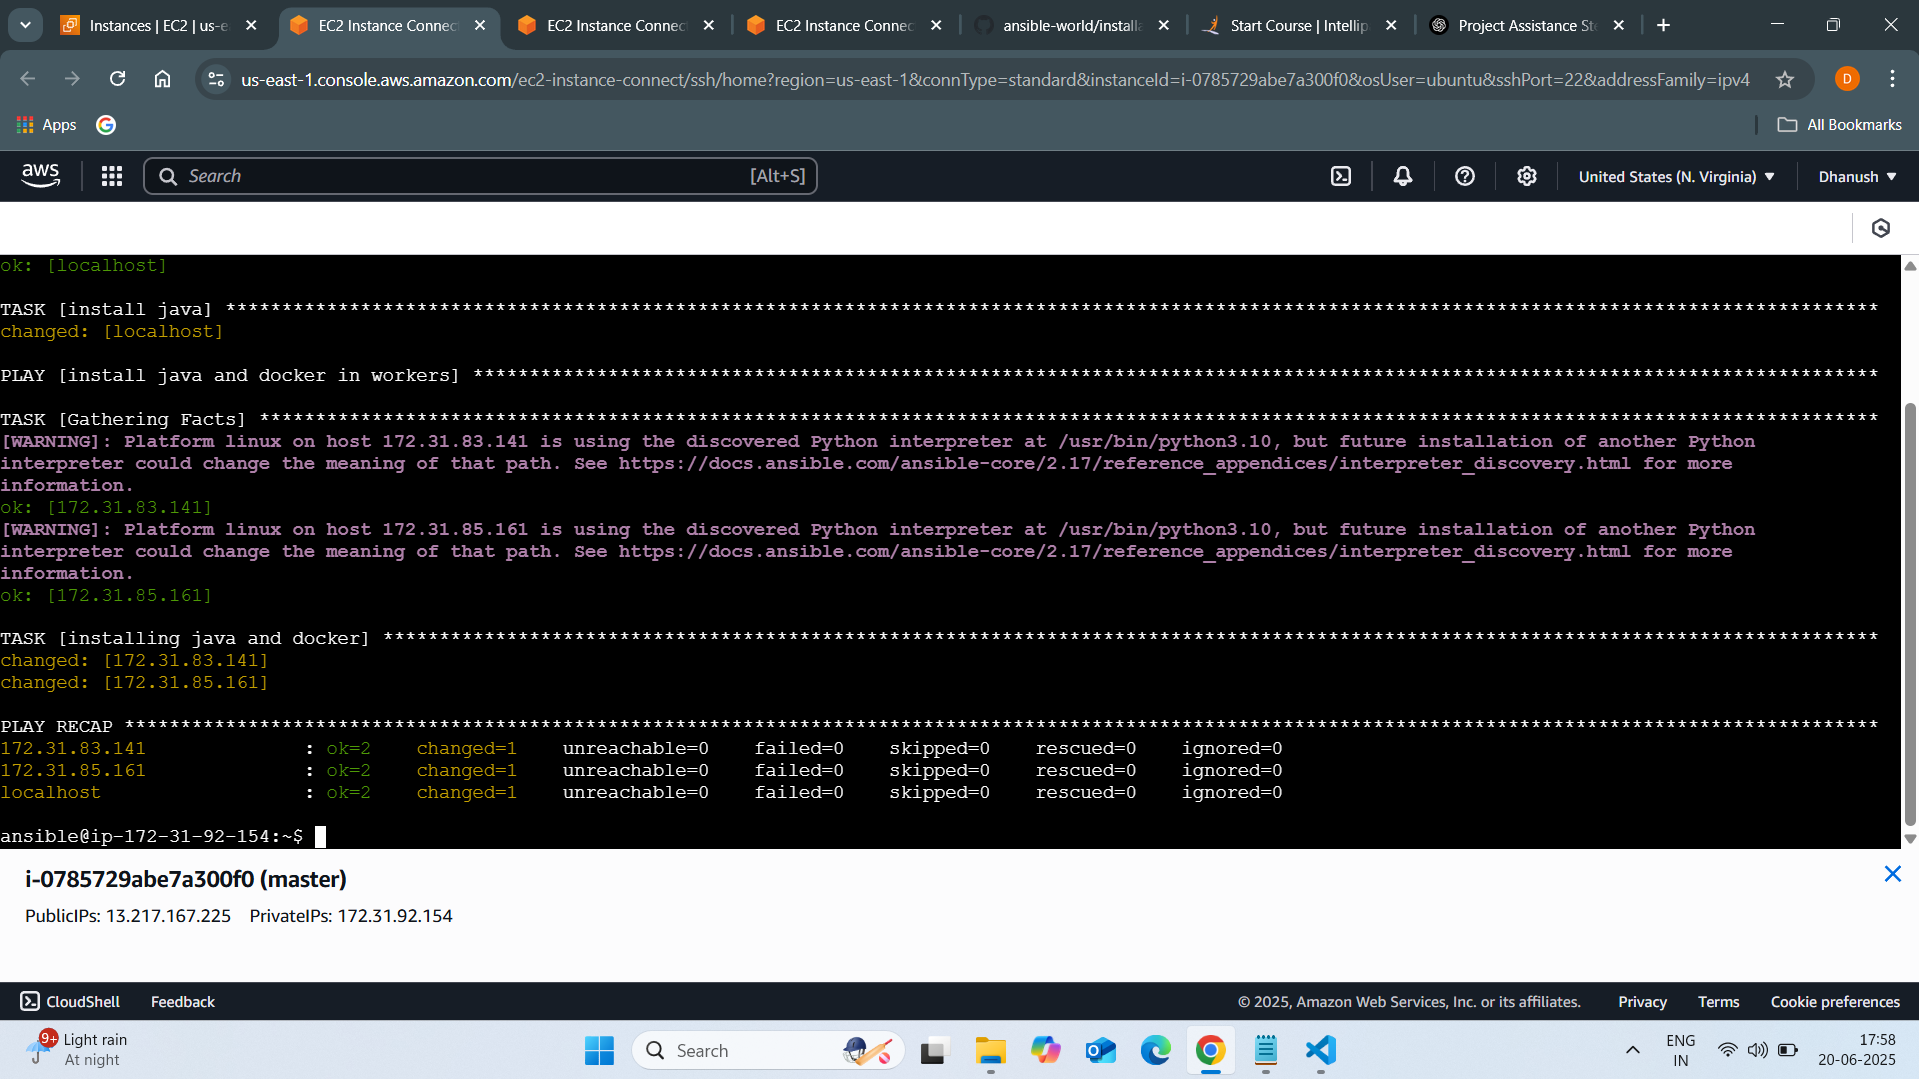 Instances | EC2 | us-e
EC2 Instance Connect
EC2 Instance Connect
EC2 Instance Connec
ansible-world/installa
Start Course | Intellip
Project Assistance Ste
us-east-1.console.aws.amazon.com/ec2-instance-connect/ssh/home?region=us-east-1&connType=standard&instanceId=i-0785729abe7a300f0&osUser=ubuntu&sshPort=22&addressFamily=ipv4
D
Apps
All Bookmarks
aws
Search
[Alt+S]
United States (N. Virginia)
Dhanush
ok: [localhost]
TASK [install java] ***************************************************************************************************************************************************
changed: [localhost]
PLAY [install java and docker in workers] *****************************************************************************************************************************
TASK [Gathering Facts] ************************************************************************************************************************************************
[WARNING]: Platform linux on host 172.31.83.141 is using the discovered Python interpreter at /usr/bin/python3.10, but future installation of another Python
interpreter could change the meaning of that path. See https://docs.ansible.com/ansible-core/2.17/reference_appendices/interpreter_discovery.html for more
information.
ok: [172.31.83.141]
[WARNING]: Platform linux on host 172.31.85.161 is using the discovered Python interpreter at /usr/bin/python3.10, but future installation of another Python
interpreter could change the meaning of that path. See https://docs.ansible.com/ansible-core/2.17/reference_appendices/interpreter_discovery.html for more
information.
ok: [172.31.85.161]
TASK [installing java and docker] *************************************************************************************************************************************
changed: [172.31.83.141]
changed: [172.31.85.161]
PLAY RECAP ************************************************************************************************************************************************************
172.31.83.141 : ok=2 changed=1 unreachable=0 failed=0 skipped=0 rescued=0 ignored=0
172.31.85.161 : ok=2 changed=1 unreachable=0 failed=0 skipped=0 rescued=0 ignored=0
localhost : ok=2 changed=1 unreachable=0 failed=0 skipped=0 rescued=0 ignored=0
ansible@ip-172-31-92-154:~$
i-0785729abe7a300f0 (master)
PublicIPs: 13.217.167.225 PrivateIPs: 172.31.92.154
CloudShell
Feedback
© 2025, Amazon Web Services, Inc. or its affiliates.
Privacy
Terms
Cookie preferences
9+
Light rain
At night
Search
ENG
IN
17:58
20-06-2025